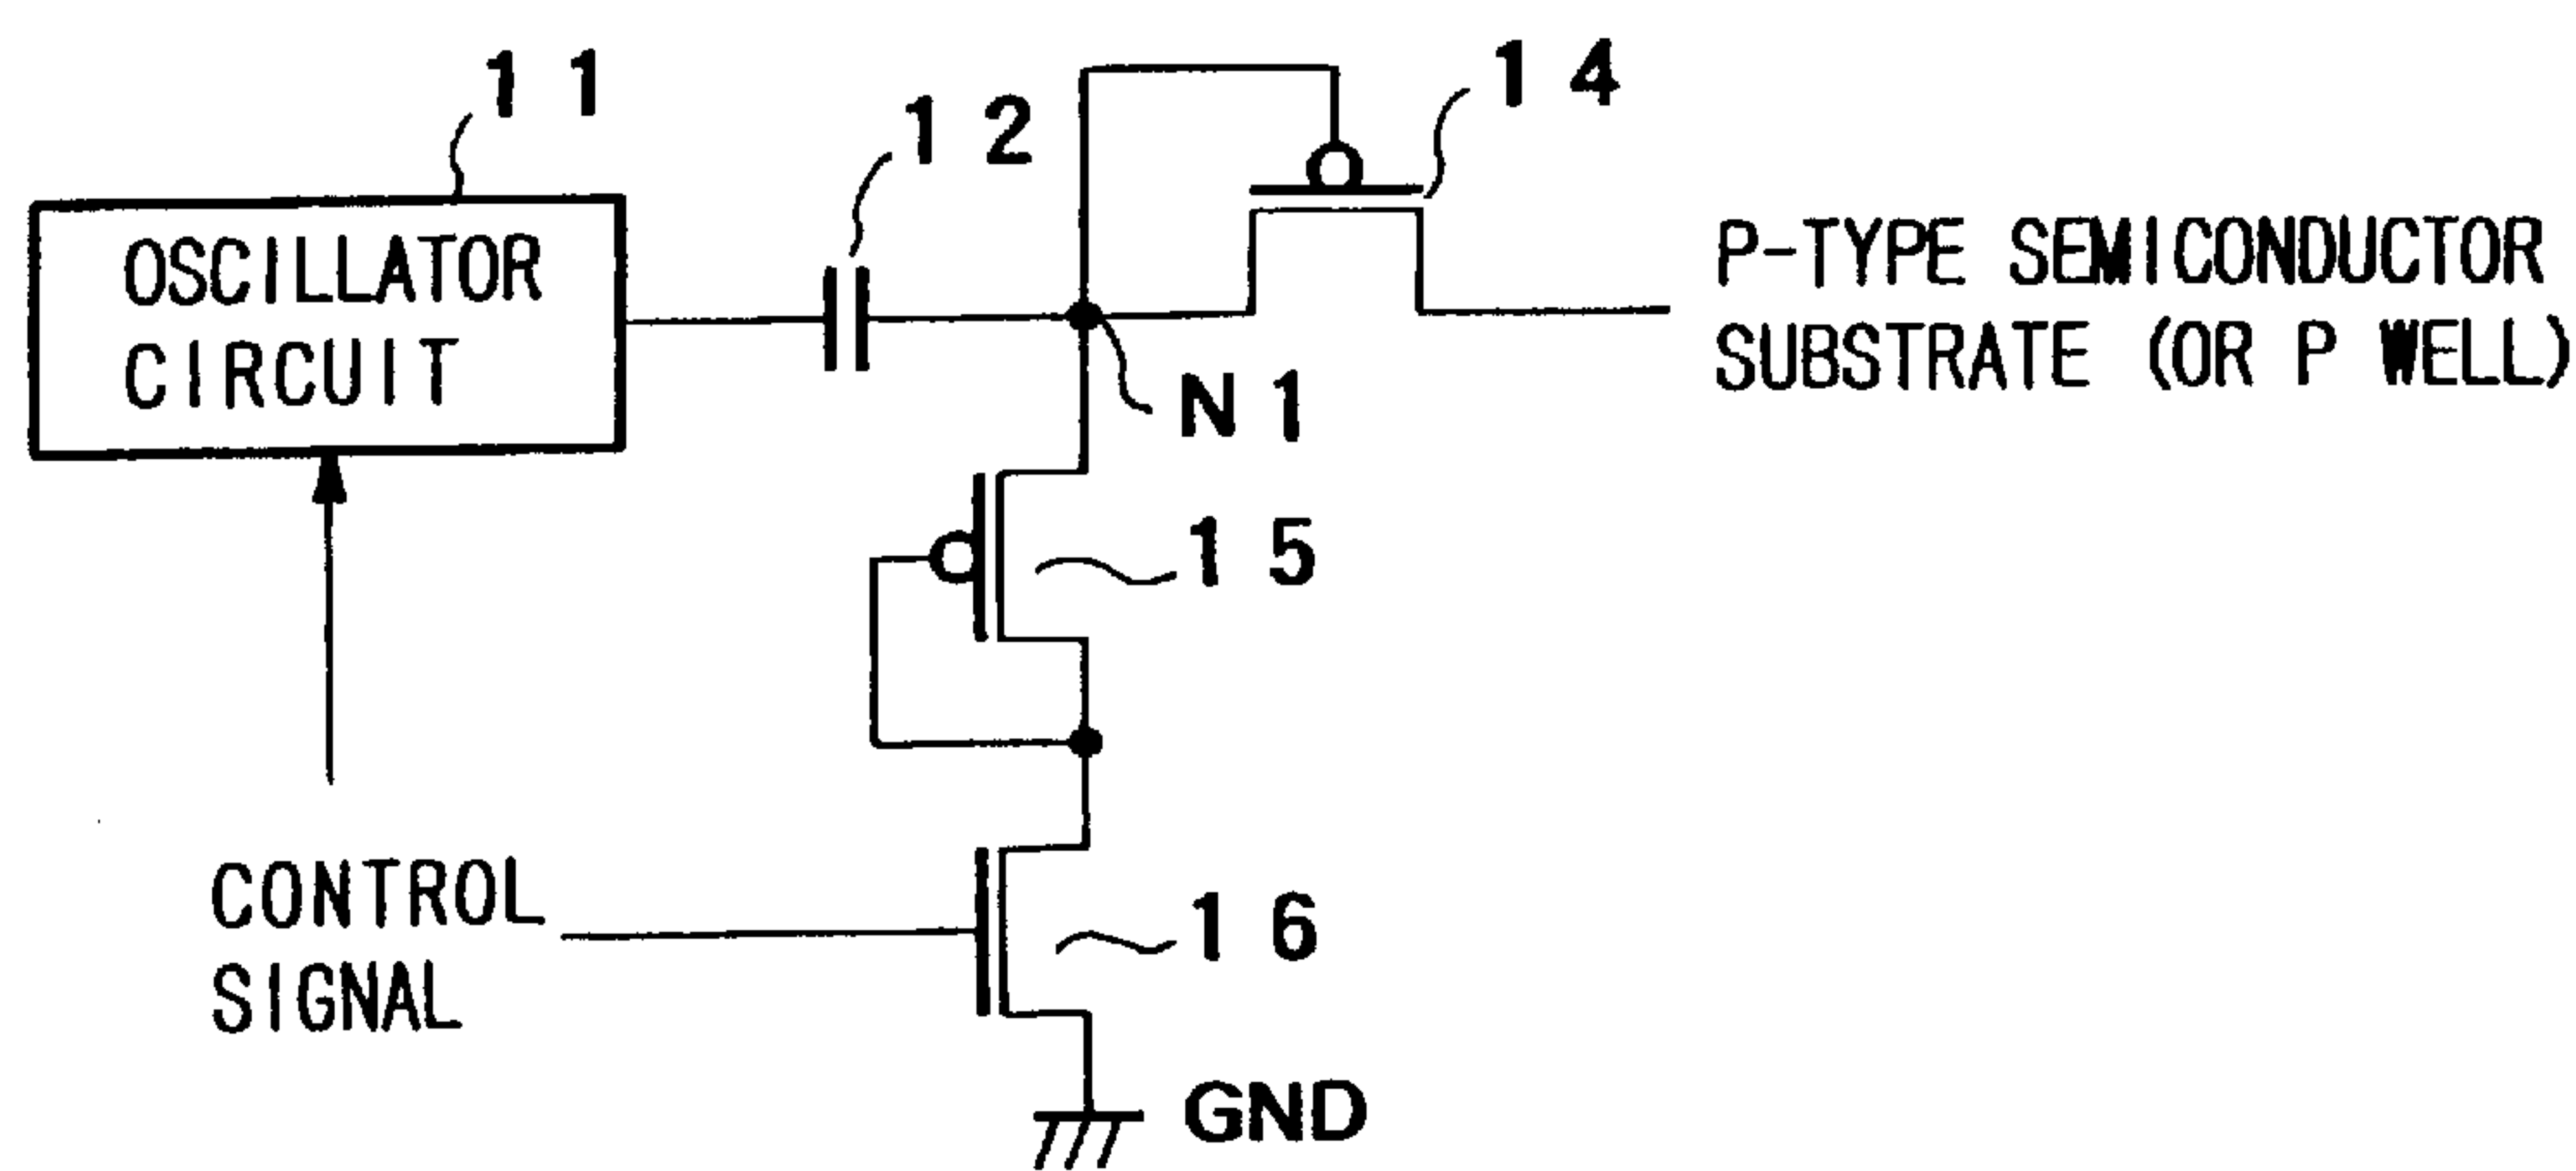 11
12
14
OSCILLATOR
CIRCUIT
P-TYPE SEMICONDUCTOR
SUBSTRATE (OR P WELL)
N1
15
CONTROL
SIGNAL
16
GND